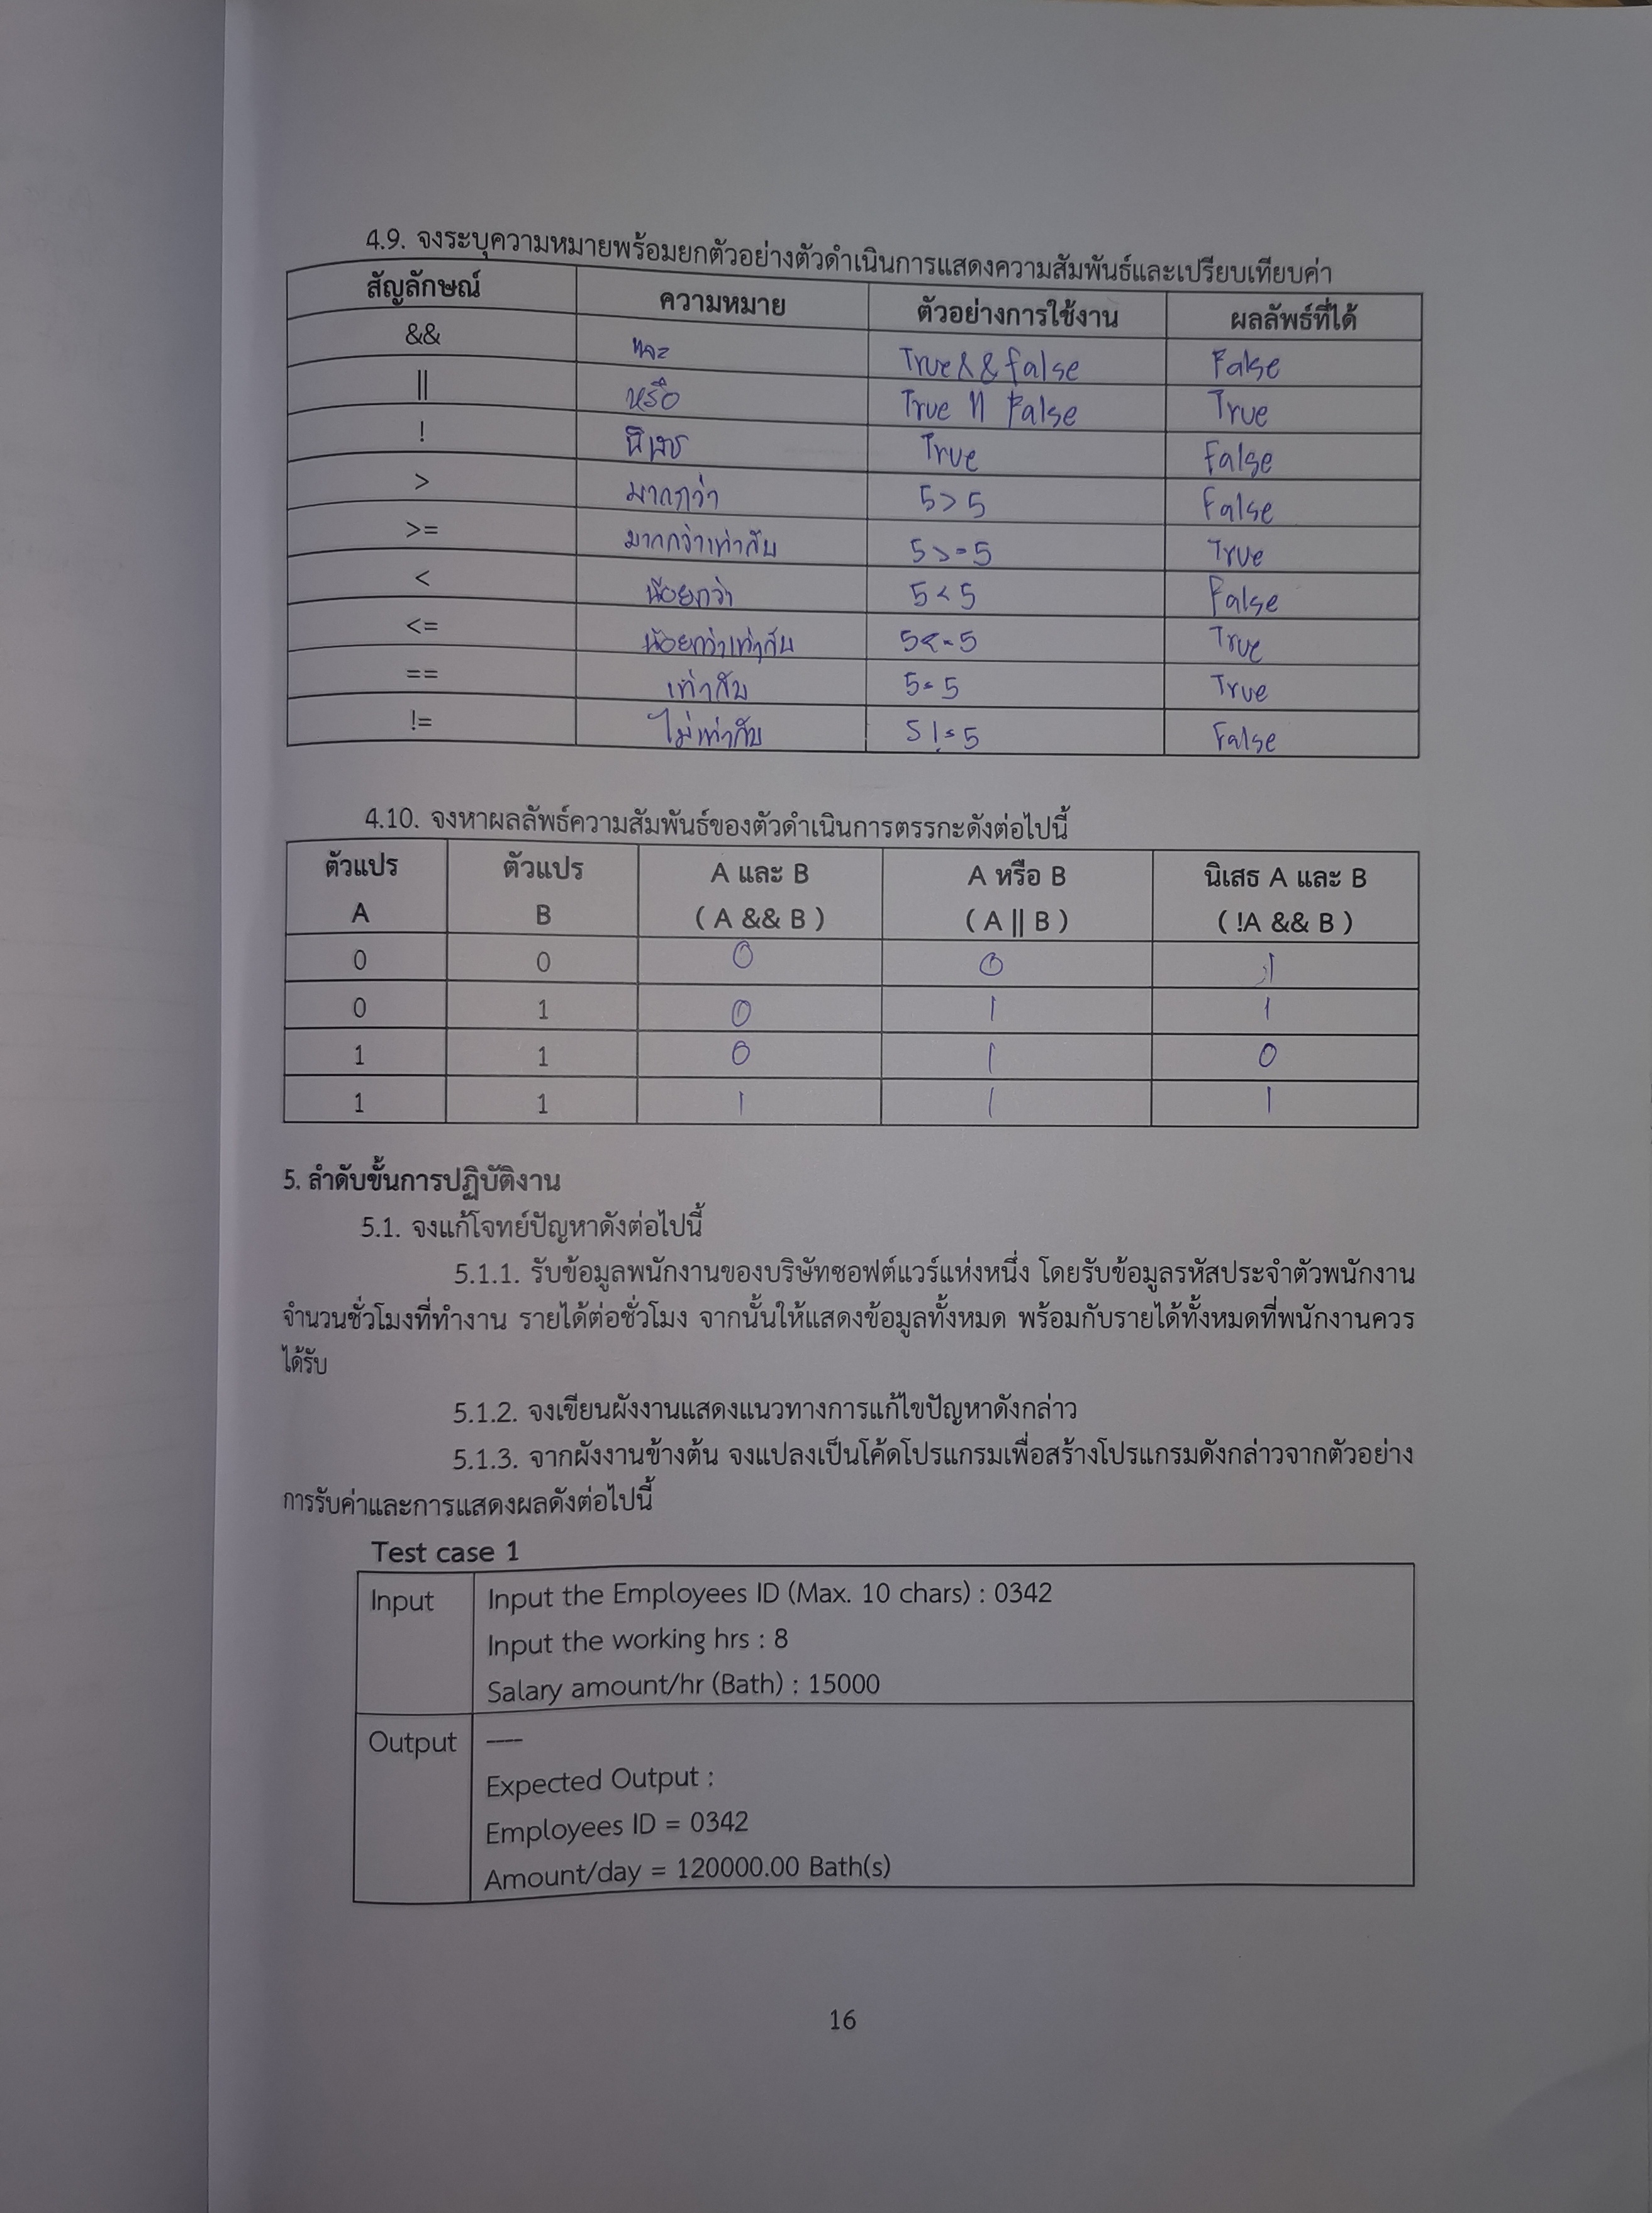 4.9. จงระบุความหมายพร้อมยกตัวอย่างตัวดำเนินการแสดงความสัมพันธ์และเปรียบเทียบค่า
สัญลักษณ์ ความหมาย ตัวอย่างการใช้งาน ผลลัพธ์ที่ได้
&& และ True&&false False
|| หรือ True || False True
! นิเสธ True False
> มากกว่า 5>5 False
>= มากกว่าเท่ากับ 5>=5 True
< น้อยกว่า 5<5 False
<= น้อยกว่าเท่ากับ 5<=5 True
== เท่ากับ 5=5 True
!= ไม่เท่ากับ 5!=5 False
4.10. จงหาผลลัพธ์ความสัมพันธ์ของตัวดำเนินการตรรกะดังต่อไปนี้
ตัวแปร ตัวแปร A และ B A หรือ B นิเสธ A และ B
A B ( A && B ) ( A || B ) ( !A && B )
0 0 0 0 1
0 1 0 1 1
1 1 0 1 0
1 1 1 1 1
5. ลำดับขั้นการปฏิบัติงาน
5.1. จงแก้โจทย์ปัญหาดังต่อไปนี้
5.1.1. รับข้อมูลพนักงานของบริษัทซอฟต์แวร์แห่งหนึ่ง โดยรับข้อมูลรหัสประจำตัวพนักงาน
จำนวนชั่วโมงที่ทำงาน รายได้ต่อชั่วโมง จากนั้นให้แสดงข้อมูลทั้งหมด พร้อมกับรายได้ทั้งหมดที่พนักงานควร
ได้รับ
5.1.2. จงเขียนผังงานแสดงแนวทางการแก้ไขปัญหาดังกล่าว
5.1.3. จากผังงานข้างต้น จงแปลงเป็นโค้ดโปรแกรมเพื่อสร้างโปรแกรมดังกล่าวจากตัวอย่าง
การรับค่าและการแสดงผลดังต่อไปนี้
Test case 1
Input Input the Employees ID (Max. 10 chars) : 0342
Input the working hrs : 8
Salary amount/hr (Bath) : 15000
Output ----
Expected Output :
Employees ID = 0342
Amount/day = 120000.00 Bath(s)
16